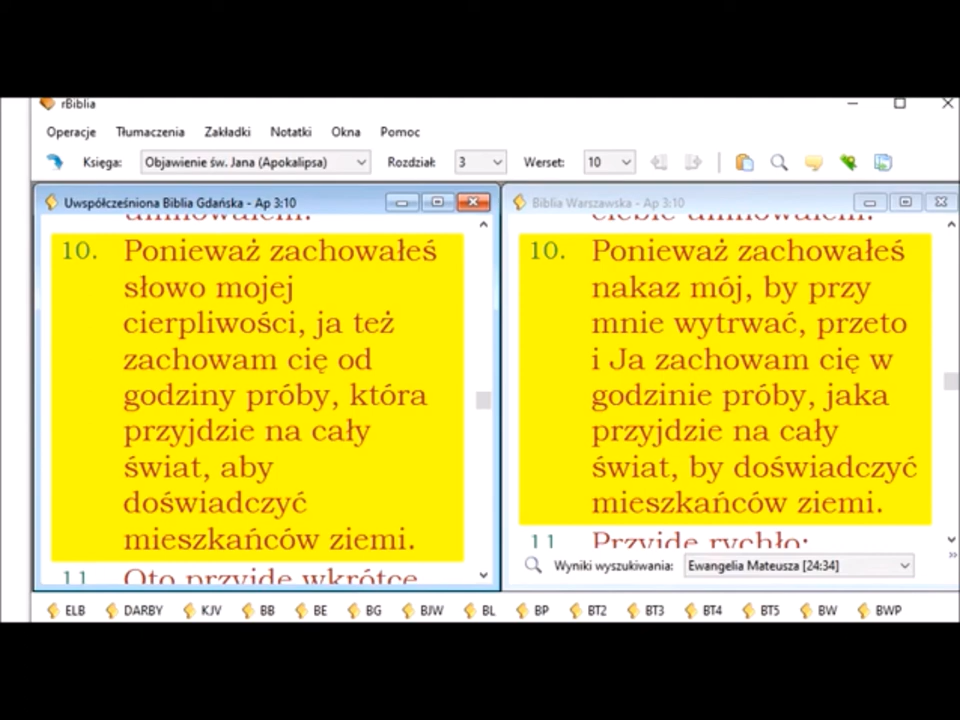 rBiblia
Operacje Tłumaczenia Zakładki Notatki Okna Pomoc
Księga: Objawienie św. Jana (Apokalipsa) Rozdział: 3 Werset: 10
Uwspółcześniona Biblia Gdańska - Ap 3:10
umiłowałem.
10. Ponieważ zachowałeś
słowo mojej
cierpliwości, ja też
zachowam cię od
godziny próby, która
przyjdzie na cały
świat, aby
doświadczyć
mieszkańców ziemi.
11 Oto przyjdę wkrótce
Biblia Warszawska - Ap 3:10
ciebie umiłowałem.
10. Ponieważ zachowałeś
nakaz mój, by przy
mnie wytrwać, przeto
i Ja zachowam cię w
godzinie próby, jaka
przyjdzie na cały
świat, by doświadczyć
mieszkańców ziemi.
11 Przyjdę rychło;
Wyniki wyszukiwania: Ewangelia Mateusza [24:34]
ELB DARBY KJV BB BE BG BJW BL BP BT2 BT3 BT4 BT5 BW BWP